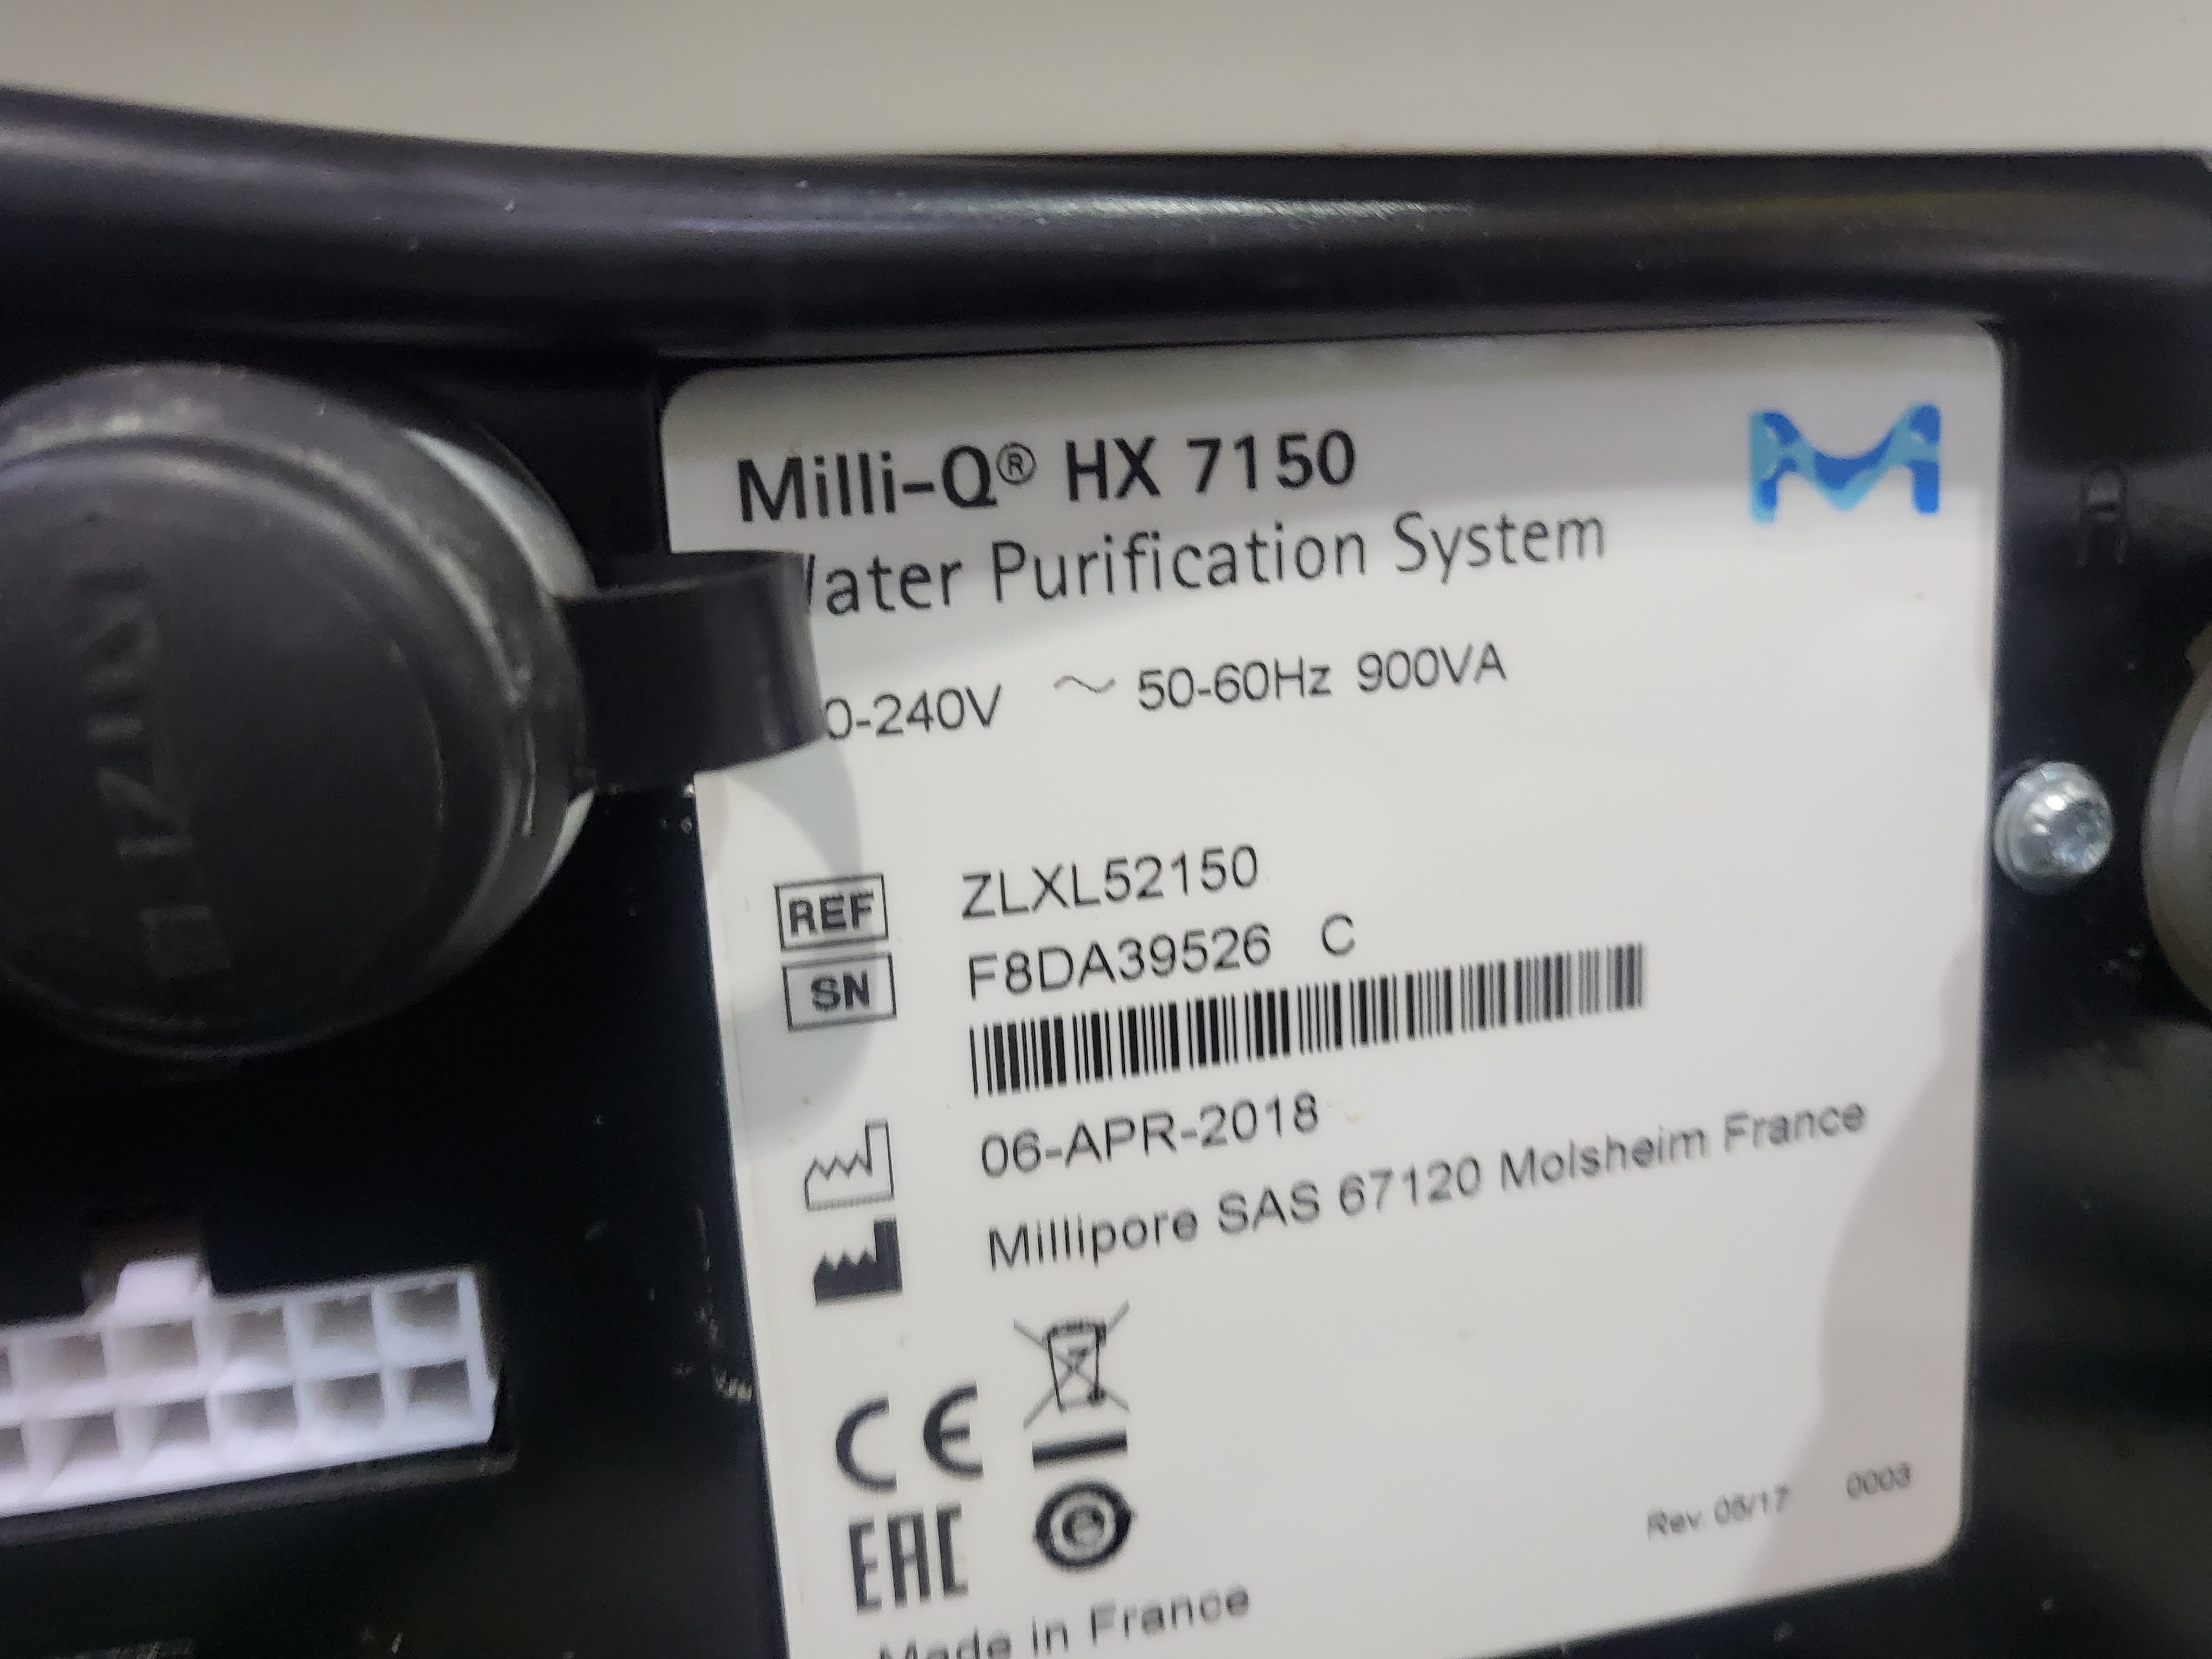 Milli-Q® HX 7150
Water Purification System
0-240V ~ 50-60Hz 900VA
REF ZLXL52150
SN F8DA39526 C
06-APR-2018
Millipore SAS 67120 Molsheim France
CE
EAC
Rev. 05/17 0003
Made in France